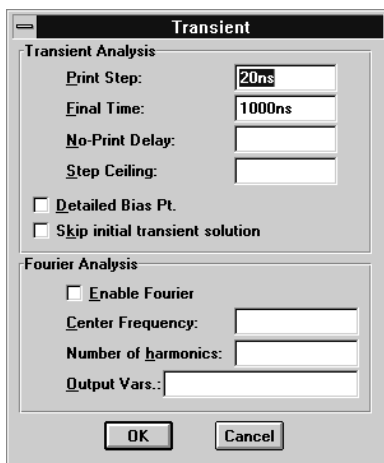 Transient
Transient Analysis
Print Step: 20ns
Final Time: 1000ns
No-Print Delay:
Step Ceiling:
Detailed Bias Pt.
Skip initial transient solution
Fourier Analysis
Enable Fourier
Center Frequency:
Number of harmonics:
Output Vars.:
OK Cancel